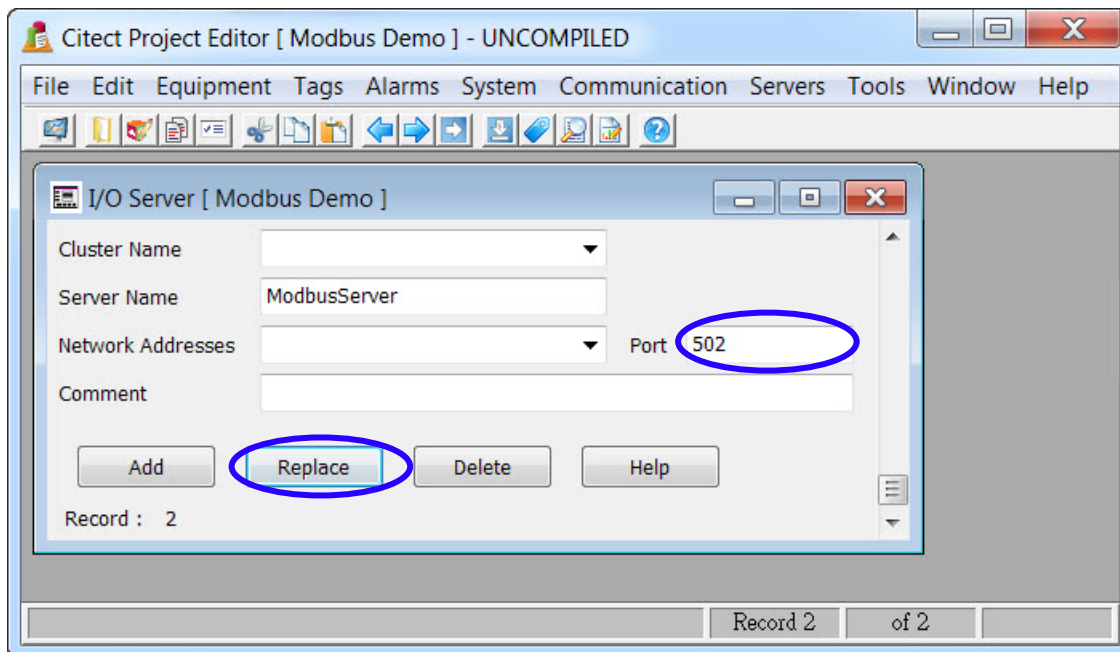 Citect Project Editor [ Modbus Demo ] - UNCOMPILED
File Edit Equipment Tags Alarms System Communication Servers Tools Window Help
I/O Server [ Modbus Demo ]
Cluster Name
Server Name ModbusServer
Network Addresses Port 502
Comment
Add Replace Delete Help
Record : 2
Record 2 of 2